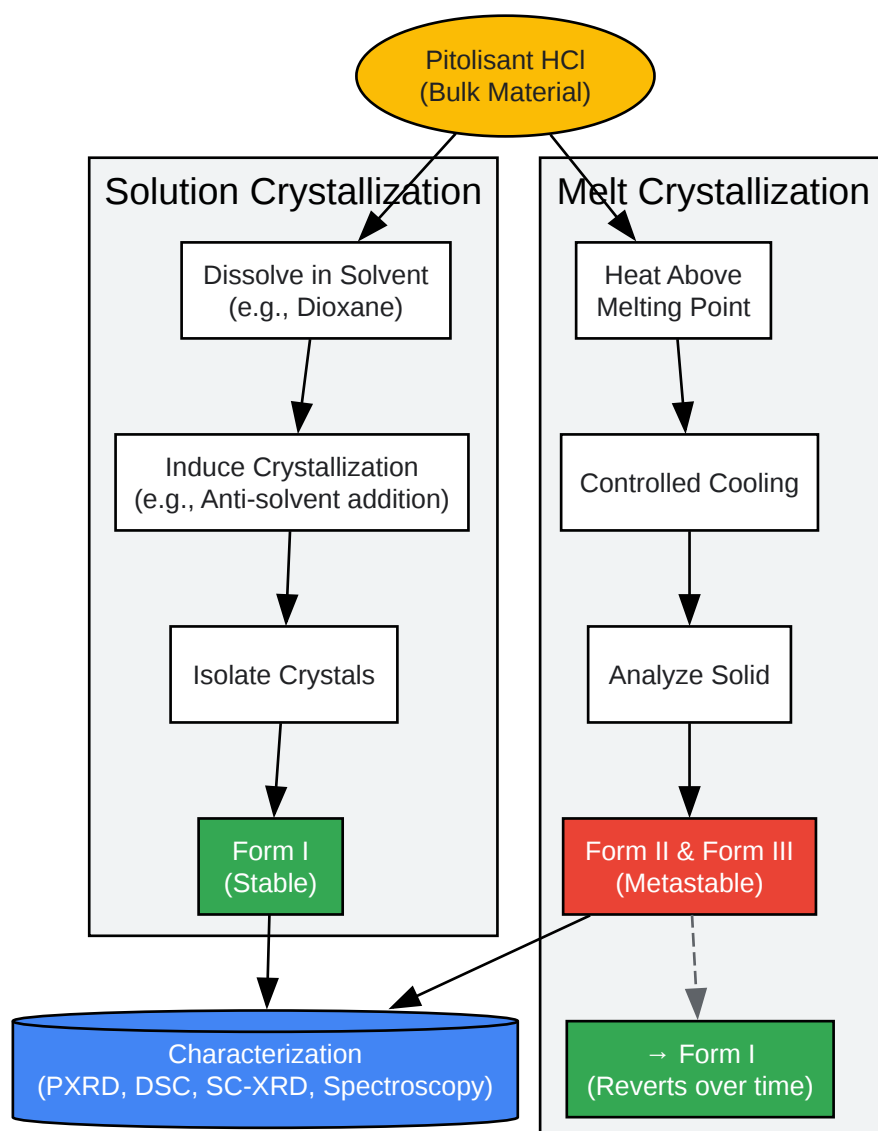 Pitolisant HCl
(Bulk Material)
Solution Crystallization
Dissolve in Solvent
(e.g., Dioxane)
Induce Crystallization
(e.g., Anti-solvent addition)
Isolate Crystals
Form I
(Stable)
Melt Crystallization
Heat Above
Melting Point
Controlled Cooling
Analyze Solid
Form II & Form III
(Metastable)
→ Form I
(Reverts over time)
Characterization
(PXRD, DSC, SC-XRD, Spectroscopy)